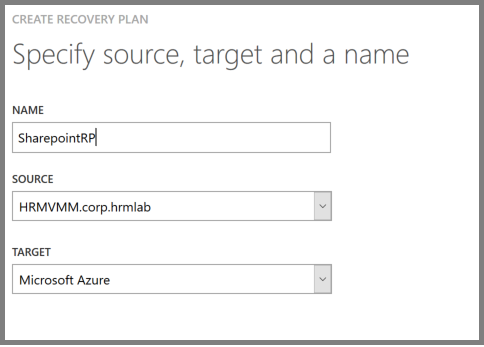 CREATE RECOVERY PLAN
Specify source, target and a name
NAME
SharepointRP
SOURCE
HRMVMM.corp.hrmlab
TARGET
Microsoft Azure